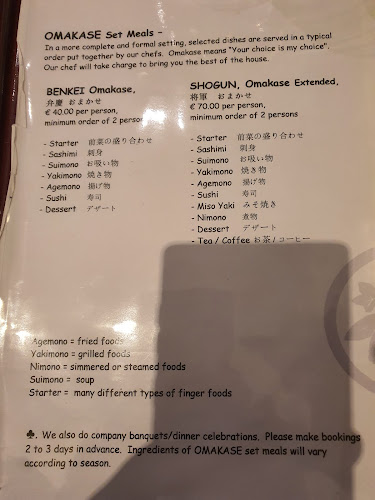 OMAKASE Set Meals –
In a more complete and formal setting, selected dishes are served in a typical
order put together by our chefs. Omakase means "Your choice is my choice".
Our chef will take charge to bring you the best of the house.
BENKEI Omakase,
弁慶 おまかせ
€ 40.00 per person,
minimum order of 2 persons
- Starter 前菜の盛り合わせ
- Sashimi 刺身
- Suimono お吸い物
- Yakimono 焼き物
- Agemono 揚げ物
- Sushi 寿司
- Dessert デザート
SHOGUN, Omakase Extended,
将軍 おまかせ
€ 70.00 per person,
minimum order of 2 persons
- Starter 前菜の盛り合わせ
- Sashimi 刺身
- Suimono お吸い物
- Yakimono 焼き物
- Agemono 揚げ物
- Sushi 寿司
- Miso Yaki みそ焼き
- Nimono 煮物
- Dessert デザート
- Tea / Coffee お茶 / コーヒー
Agemono = fried foods
Yakimono = grilled foods
Nimono = simmered or steamed foods
Suimono = soup
Starter = many different types of finger foods
♣. We also do company banquets/dinner celebrations. Please make bookings
2 to 3 days in advance. Ingredients of OMAKASE set meals will vary
according to season.